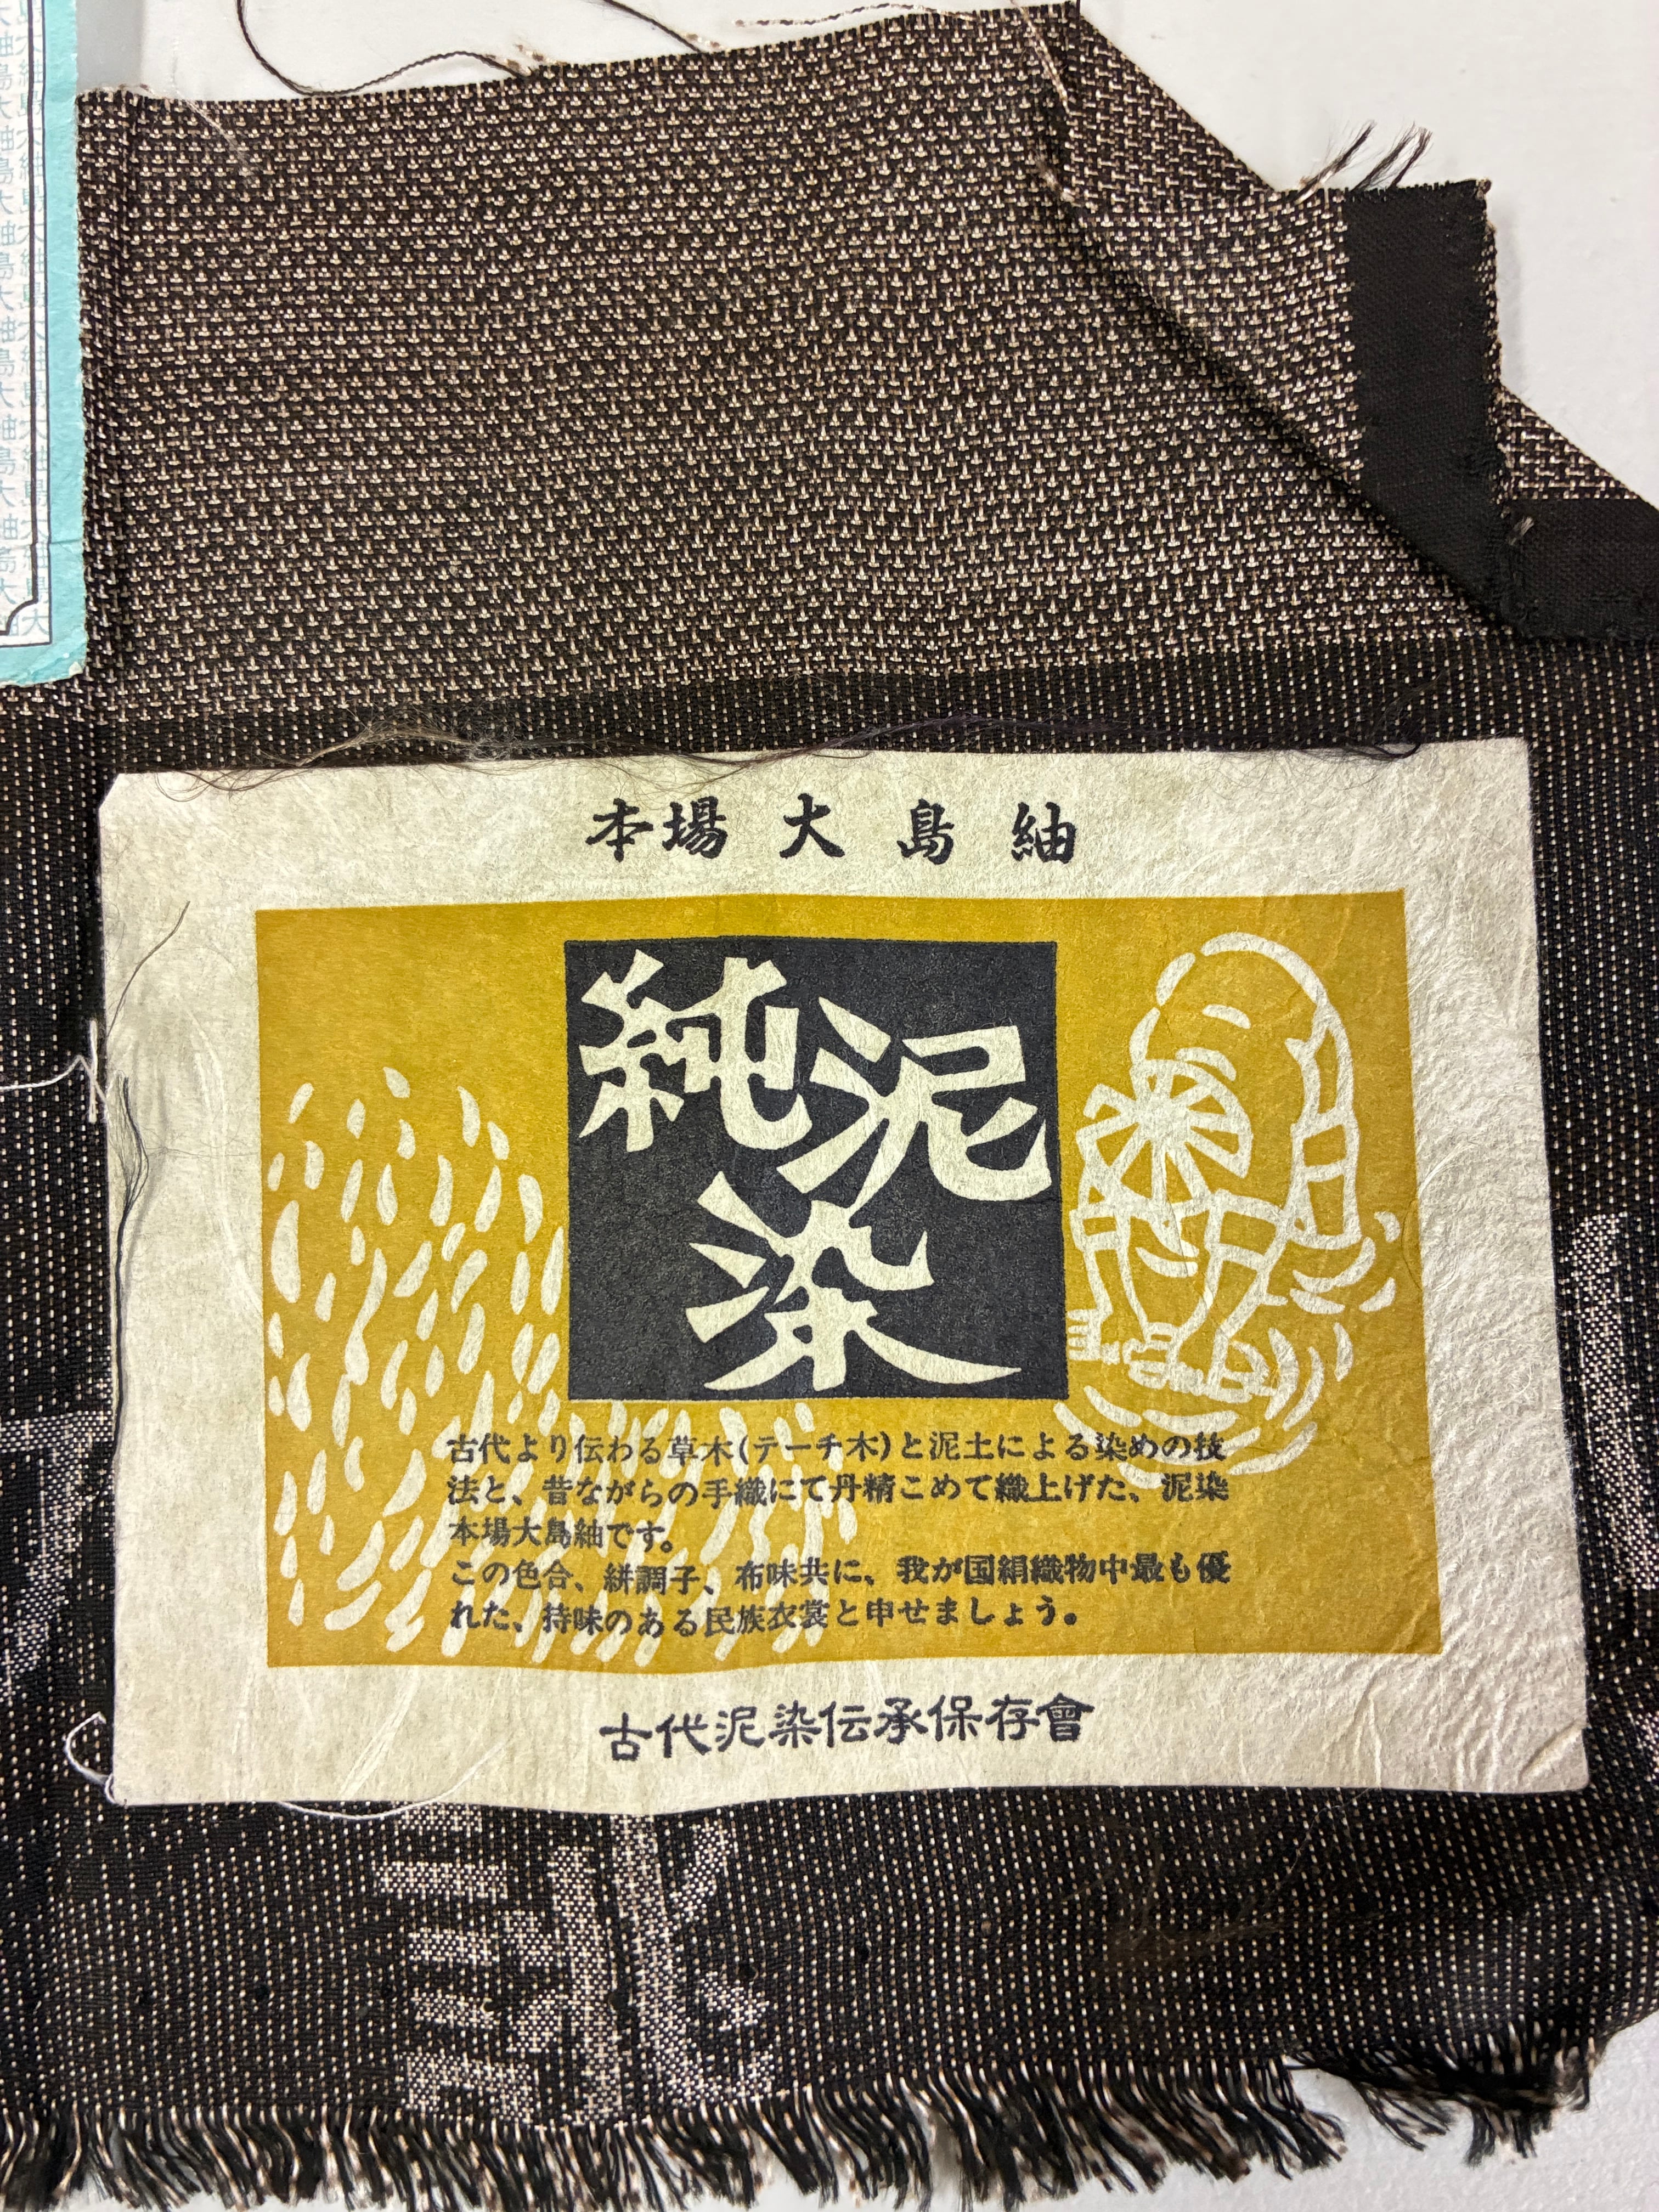 本場 大 島 紬
純泥
染
古代より伝わる草木(テーチ木)と泥土による染めの技
法と、昔ながらの手織にて丹精こめて織上げた、泥染
本場大島紬です。
この色合、絣調子、布味共に、我が国絹織物中最も優
れた、持味のある民族衣裳と申せましょう。
古代泥染伝承保存會